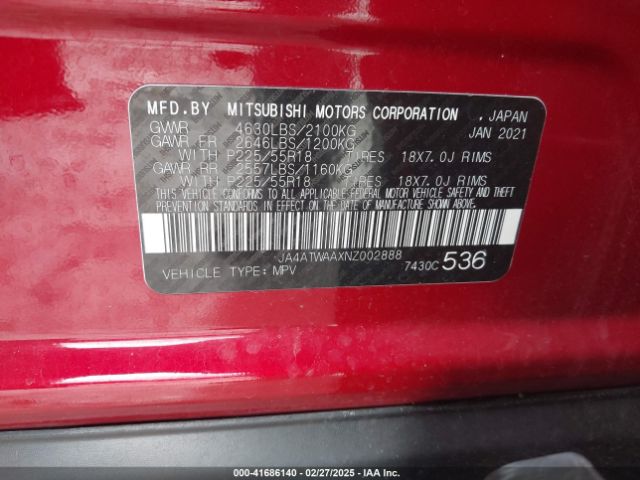 MFD.BY MITSUBISHI MOTORS CORPORATION , JAPAN
GVWR 4630LBS/2100KG JAN 2021
GAWR FR 2646LBS/1200KG
WITH P225/55R18 TIRES 18X7.0J RIMS
GAWR RR 2557LBS/1160KG
WITH P225/55R18 TIRES 18X7.0J RIMS
THIS VEHICLE CONFORMS TO ALL APPLICABLE FEDERAL MOTOR VEHICLE SAFETY AND THEFT
PREVENTION STANDARDS IN EFFECT ON THE DATE OF MANUFACTURE SHOWN ABOVE.
JA4ATWAAXNZ002888
VEHICLE TYPE:MPV 7430C 536
000-41686140 - 02/27/2025 - IAA Inc.